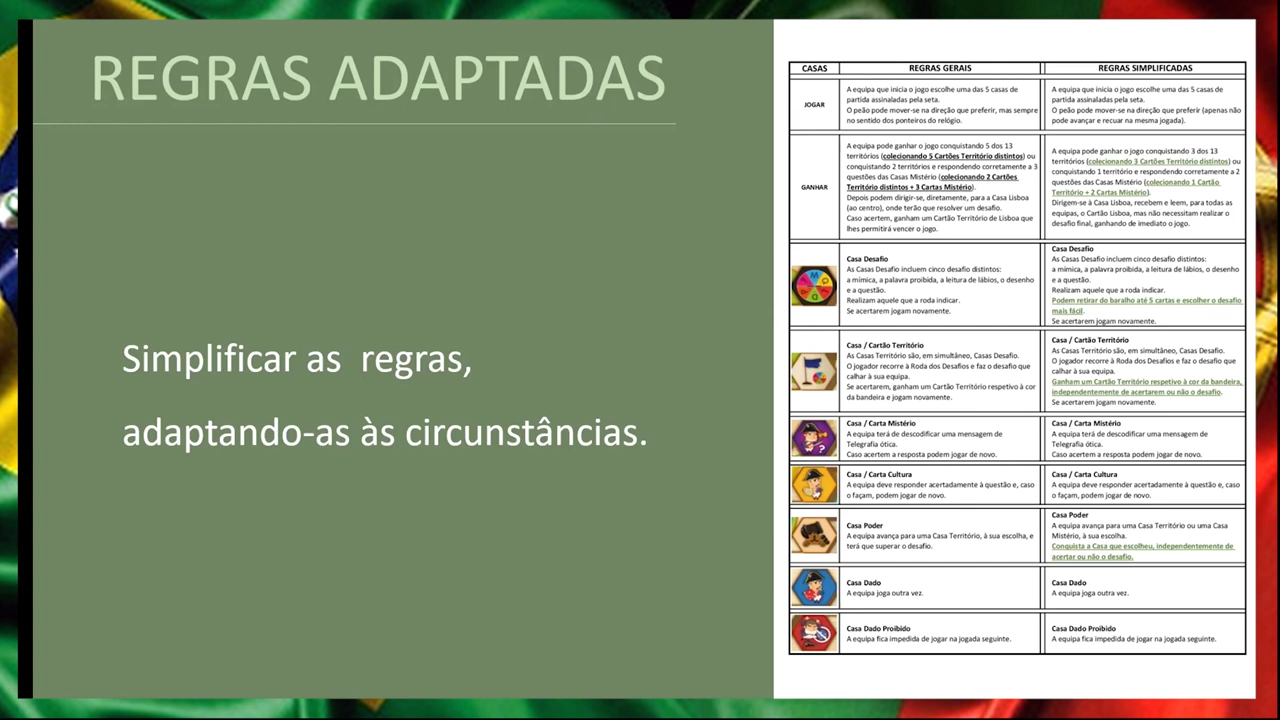 REGRAS ADAPTADAS
Simplificar as regras,
adaptando-as às circunstâncias.
CASAS
REGRAS GERAIS
REGRAS SIMPLIFICADAS
JOGAR
A equipa que inicia o jogo escolhe uma das 5 casas de
partida assinaladas pela seta.
O peão pode mover-se na direção que preferir, mas sempre
no sentido dos ponteiros do relógio.
A equipa que inicia o jogo escolhe uma das 5 casas de
partida assinaladas pela seta.
O peão pode mover-se na direção que preferir (apenas não
pode avançar e recuar na mesma jogada).
GANHAR
A equipa pode ganhar o jogo conquistando 5 dos 13
territórios (colecionando 5 Cartões Território distintos) ou
conquistando 2 territórios e respondendo corretamente a 3
questões das Casas Mistério (colecionando 2 Cartões
Território distintos + 3 Cartas Mistério).
Depois podem dirigir-se, diretamente, para a Casa Lisboa
(ao centro), onde terão que resolver um desafio.
Caso acertem, ganham um Cartão Território de Lisboa que
lhes permitirá vencer o jogo.
A equipa pode ganhar o jogo conquistando 3 dos 13
territórios (colecionando 3 Cartões Território distintos) ou
conquistando 1 território e respondendo corretamente a 2
questões das Casas Mistério (colecionando 1 Cartão
Território + 2 Cartas Mistério).
Dirigem-se à Casa Lisboa, recebem e leem, para todas as
equipas, o Cartão Lisboa, mas não necessitam realizar o
desafio final, ganhando de imediato o jogo.
Casa Desafio
As Casas Desafio incluem cinco desafio distintos:
a mímica, a palavra proibida, a leitura de lábios, o desenho
e a questão.
Realizam aquele que a roda indicar.
Se acertarem jogam novamente.
Casa Desafio
As Casas Desafio incluem cinco desafio distintos:
a mímica, a palavra proibida, a leitura de lábios, o desenho
e a questão.
Realizam aquele que a roda indicar.
Podem retirar do baralho até 5 cartas e escolher o desafio
mais fácil.
Se acertarem jogam novamente.
Casa / Cartão Território
As Casas Território são, em simultâneo, Casas Desafio.
O jogador recorre à Roda dos Desafios e faz o desafio que
calhar à sua equipa.
Se acertarem, ganham um Cartão Território respetivo à cor
da bandeira e jogam novamente.
Casa / Cartão Território
As Casas Território são, em simultâneo, Casas Desafio.
O jogador recorre à Roda dos Desafios e faz o desafio que
calhar à sua equipa.
Ganham um Cartão Território respetivo à cor da bandeira,
independentemente de acertarem ou não o desafio.
Se acertarem jogam novamente.
Casa / Carta Mistério
A equipa terá de descodificar uma mensagem de
Telegrafia ótica.
Caso acertem a resposta podem jogar de novo.
Casa / Carta Mistério
A equipa terá de descodificar uma mensagem de
Telegrafia ótica.
Caso acertem a resposta podem jogar de novo.
Casa / Carta Cultura
A equipa deve responder acertadamente à questão e, caso
o façam, podem jogar de novo.
Casa / Carta Cultura
A equipa deve responder acertadamente à questão e, caso
o façam, podem jogar de novo.
Casa Poder
A equipa avança para uma Casa Território, à sua escolha, e
terá que superar o desafio.
Casa Poder
A equipa avança para uma Casa Território ou uma Casa
Mistério, à sua escolha.
Conquista a Casa que escolheu, independentemente de
acertar ou não o desafio.
Casa Dado
A equipa joga outra vez.
Casa Dado
A equipa joga outra vez.
Casa Dado Proibido
A equipa fica impedida de jogar na jogada seguinte.
Casa Dado Proibido
A equipa fica impedida de jogar na jogada seguinte.